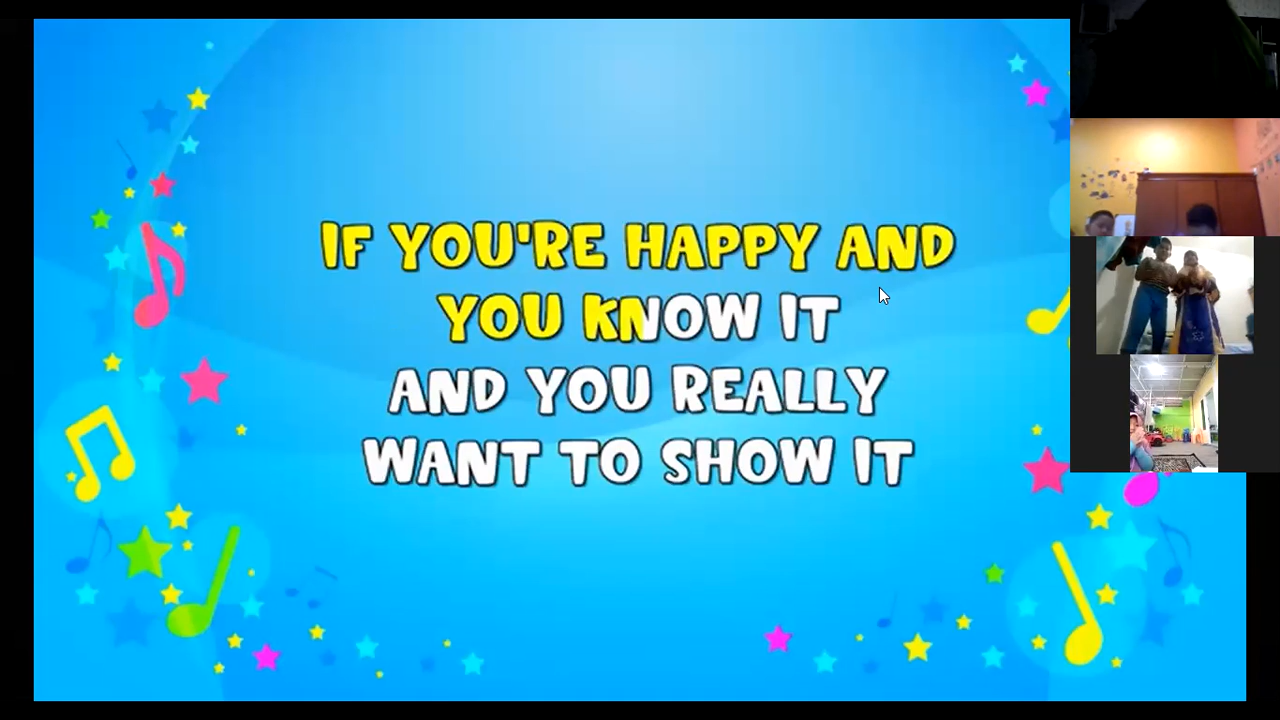 IF YOU'RE HAPPY AND
YOU KNOW IT
AND YOU REALLY
WANT TO SHOW IT